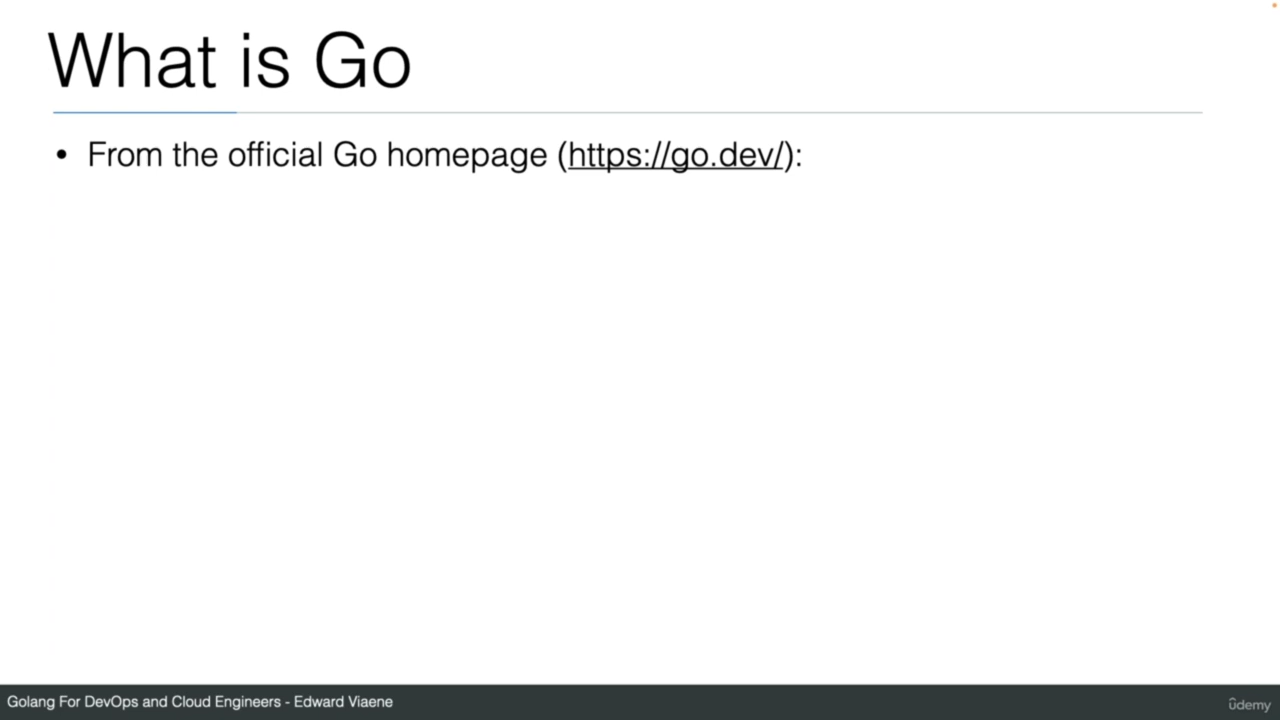 What is Go
• From the official Go homepage (https://go.dev/):
Golang For DevOps and Cloud Engineers - Edward Viaene
ûdemy